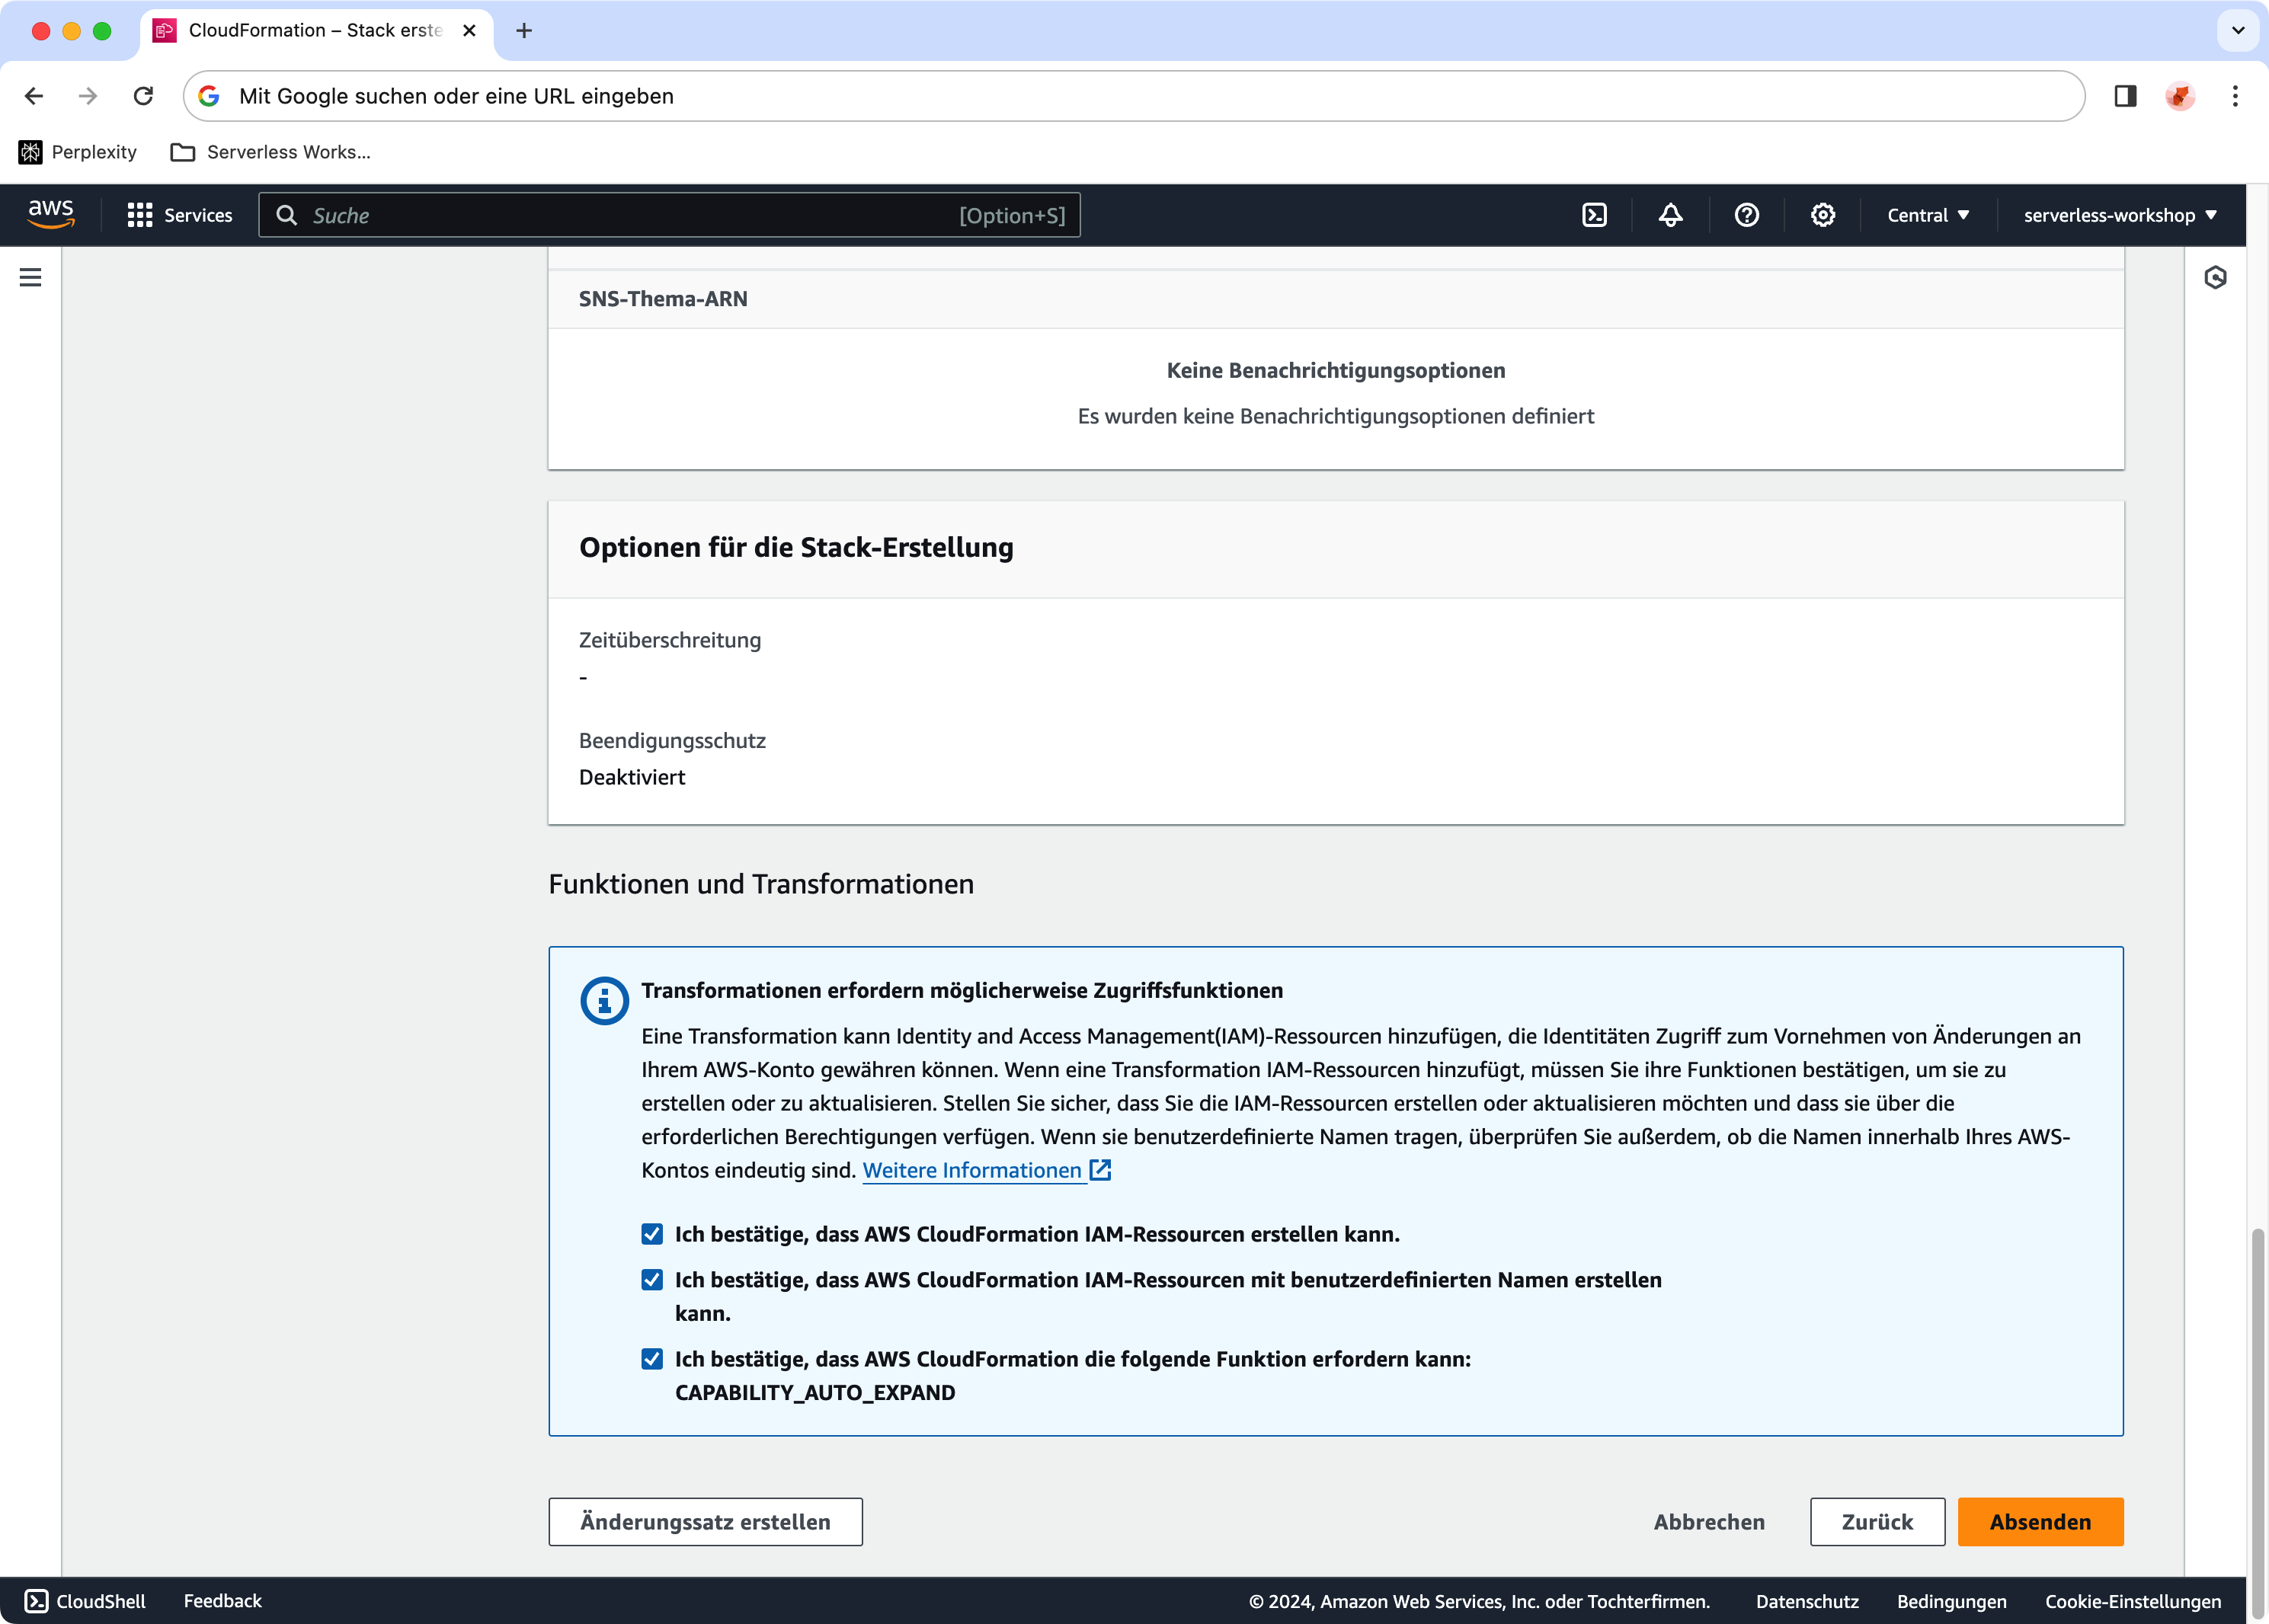 CloudFormation – Stack erste
Mit Google suchen oder eine URL eingeben
Perplexity
Serverless Works...
aws
Services
Suche
[Option+S]
Central
serverless-workshop
SNS-Thema-ARN
Keine Benachrichtigungsoptionen
Es wurden keine Benachrichtigungsoptionen definiert
Optionen für die Stack-Erstellung
Zeitüberschreitung
-
Beendigungsschutz
Deaktiviert
Funktionen und Transformationen
Transformationen erfordern möglicherweise Zugriffsfunktionen
Eine Transformation kann Identity and Access Management(IAM)-Ressourcen hinzufügen, die Identitäten Zugriff zum Vornehmen von Änderungen an
Ihrem AWS-Konto gewähren können. Wenn eine Transformation IAM-Ressourcen hinzufügt, müssen Sie ihre Funktionen bestätigen, um sie zu
erstellen oder zu aktualisieren. Stellen Sie sicher, dass Sie die IAM-Ressourcen erstellen oder aktualisieren möchten und dass sie über die
erforderlichen Berechtigungen verfügen. Wenn sie benutzerdefinierte Namen tragen, überprüfen Sie außerdem, ob die Namen innerhalb Ihres AWS-
Kontos eindeutig sind. Weitere Informationen
Ich bestätige, dass AWS CloudFormation IAM-Ressourcen erstellen kann.
Ich bestätige, dass AWS CloudFormation IAM-Ressourcen mit benutzerdefinierten Namen erstellen
kann.
Ich bestätige, dass AWS CloudFormation die folgende Funktion erfordern kann:
CAPABILITY_AUTO_EXPAND
Änderungssatz erstellen
Abbrechen
Zurück
Absenden
CloudShell
Feedback
© 2024, Amazon Web Services, Inc. oder Tochterfirmen.
Datenschutz
Bedingungen
Cookie-Einstellungen